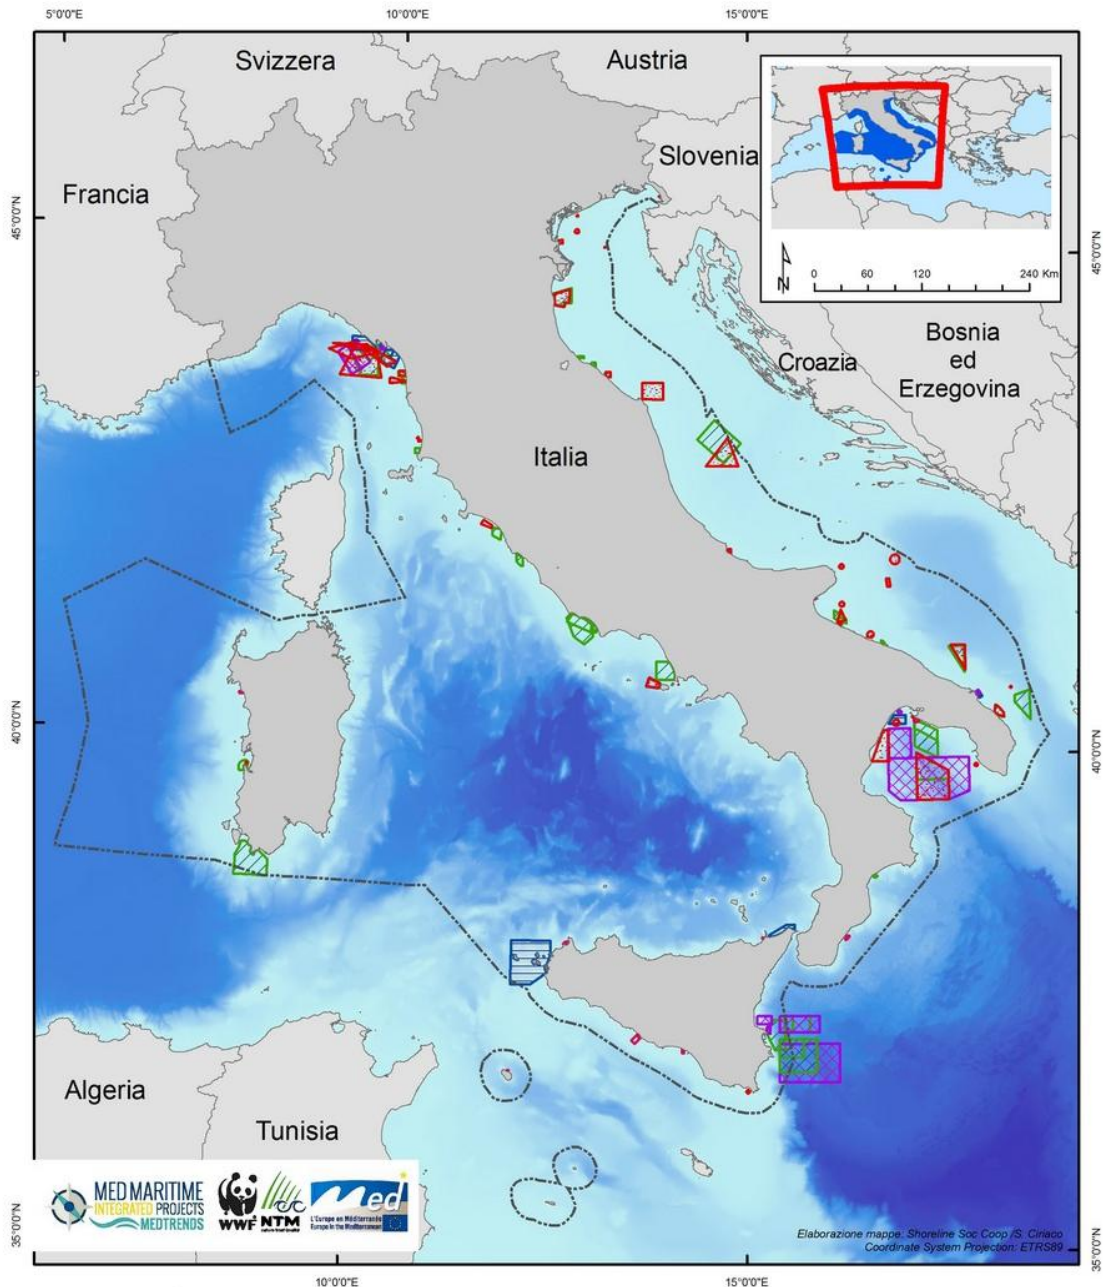 5°0'0"E
10°0'0"E
15°0'0"E
Svizzera
Austria
Slovenia
Francia
45°0'0"N
45°0'0"N
N
0 60 120 240 Km
Bosnia
ed
Erzegovina
Croazia
Italia
40°0'0"N
40°0'0"N
Algeria
Tunisia
MED MARITIME
INTEGRATED PROJECTS
MEDTRENDS
WWF
NTM
Med
L'Europe en Méditerranée
Europe in the Mediterranean
Elaborazione mappe: Shoreline Soc Coop /S. Ciriaco
Coordinate System Projection: ETRS89
35°0'0"N
35°0'0"N
10°0'0"E
15°0'0"E